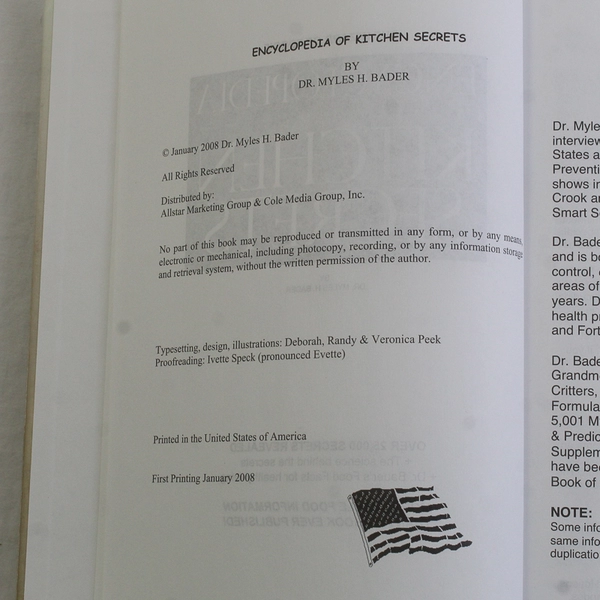 ENCYCLOPEDIA OF KITCHEN SECRETS
BY
DR. MYLES H. BADER
© January 2008 Dr. Myles H. Bader
All Rights Reserved
Distributed by:
Allstar Marketing Group & Cole Media Group, Inc.
No part of this book may be reproduced or transmitted in any form, or by any means,
electronic or mechanical, including photocopy, recording, or by any information storage
and retrieval system, without the written permission of the author.
Typesetting, design, illustrations: Deborah, Randy & Veronica Peek
Proofreading: Ivette Speck (pronounced Evette)
Printed in the United States of America
First Printing January 2008
Dr. Myle
interview
States a
Preventi
shows in
Crook a
Smart S
Dr. Bade
and is bo
control,
areas of
years. D
health p
and Fort
Dr. Bade
Grandm
Critters,
Formula
5,001 M
& Predic
Supplem
have bee
Book of
NOTE:
Some info
same info
duplicatio